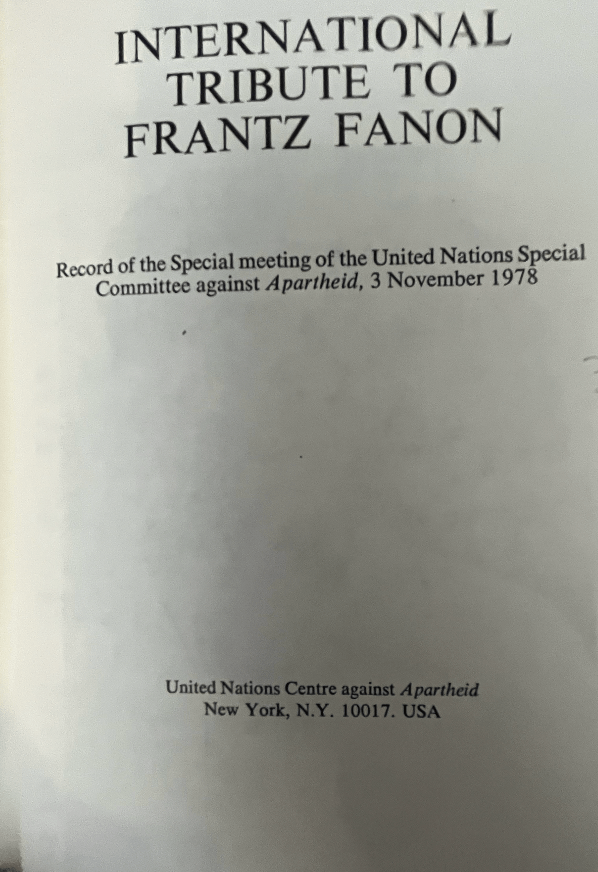 INTERNATIONAL
TRIBUTE TO
FRANTZ FANON
Record of the Special meeting of the United Nations Special
Committee against Apartheid, 3 November 1978
United Nations Centre against Apartheid
New York, N.Y. 10017. USA